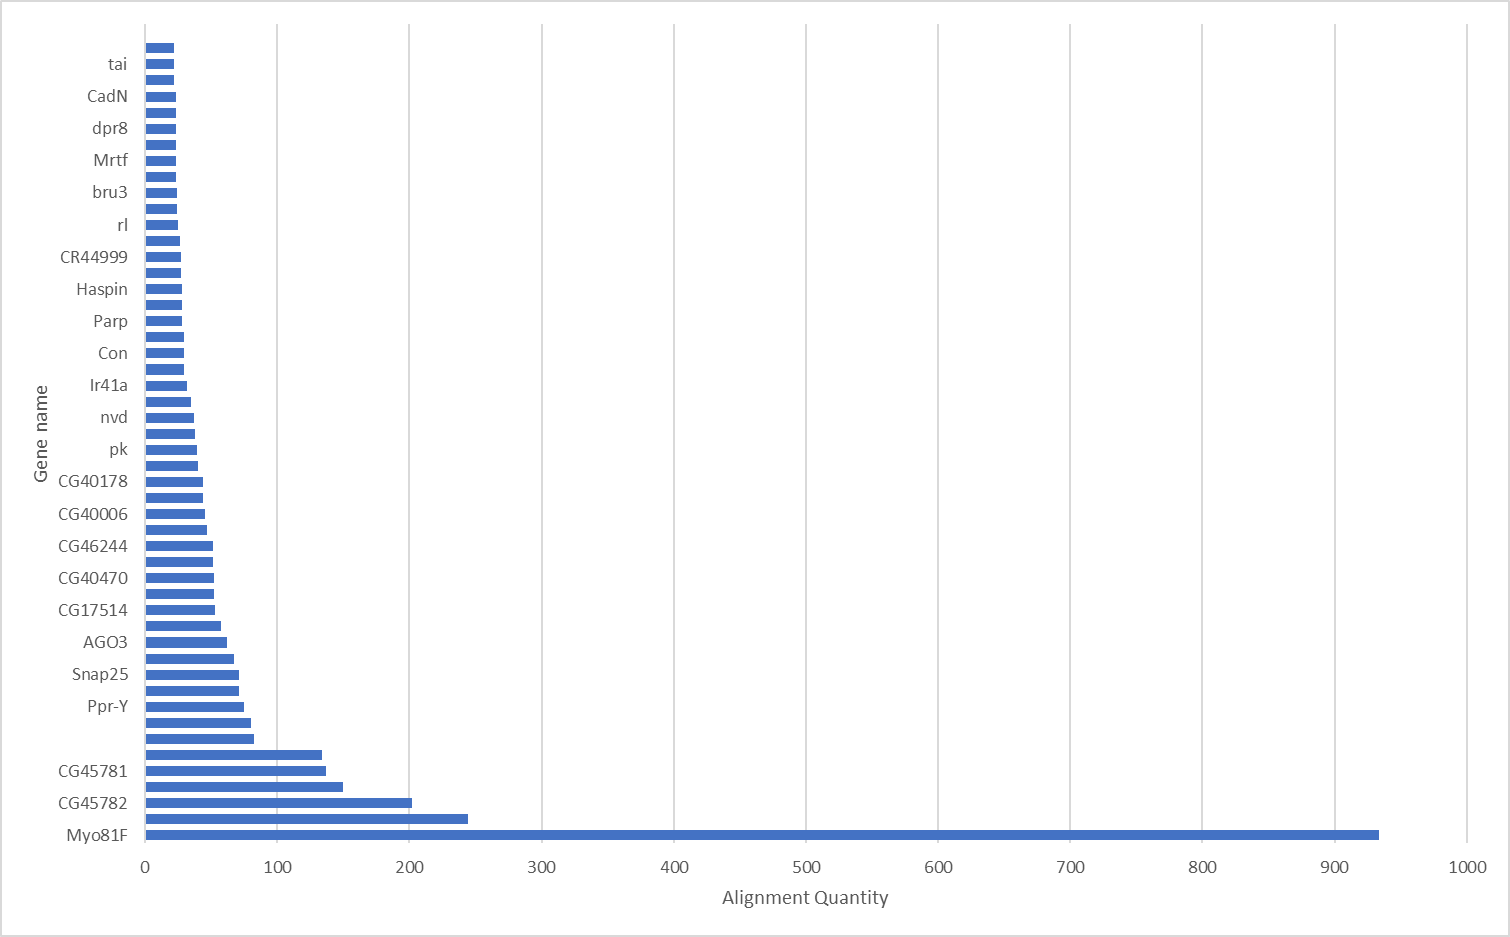 tai
CadN
dpr8
Mrtf
bru3
rl
CR44999
Haspin
Parp
Con
Ir41a
nvd
pk
CG40178
CG40006
CG46244
CG40470
CG17514
AGO3
Snap25
Ppr-Y
CG45781
CG45782
Myo81F
Gene name
0 100 200 300 400 500 600 700 800 900 1000
Alignment Quantity